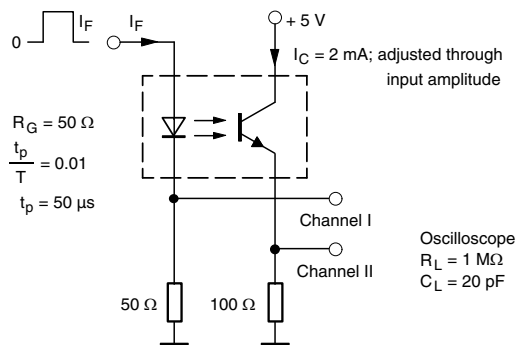 0
I_F
I_F
+ 5 V
I_C = 2 mA; adjusted through
input amplitude
R_G = 50 Ω
t_p
T
= 0.01
t_p = 50 μs
Channel I
Channel II
Oscilloscope
R_L = 1 MΩ
C_L = 20 pF
50 Ω
100 Ω